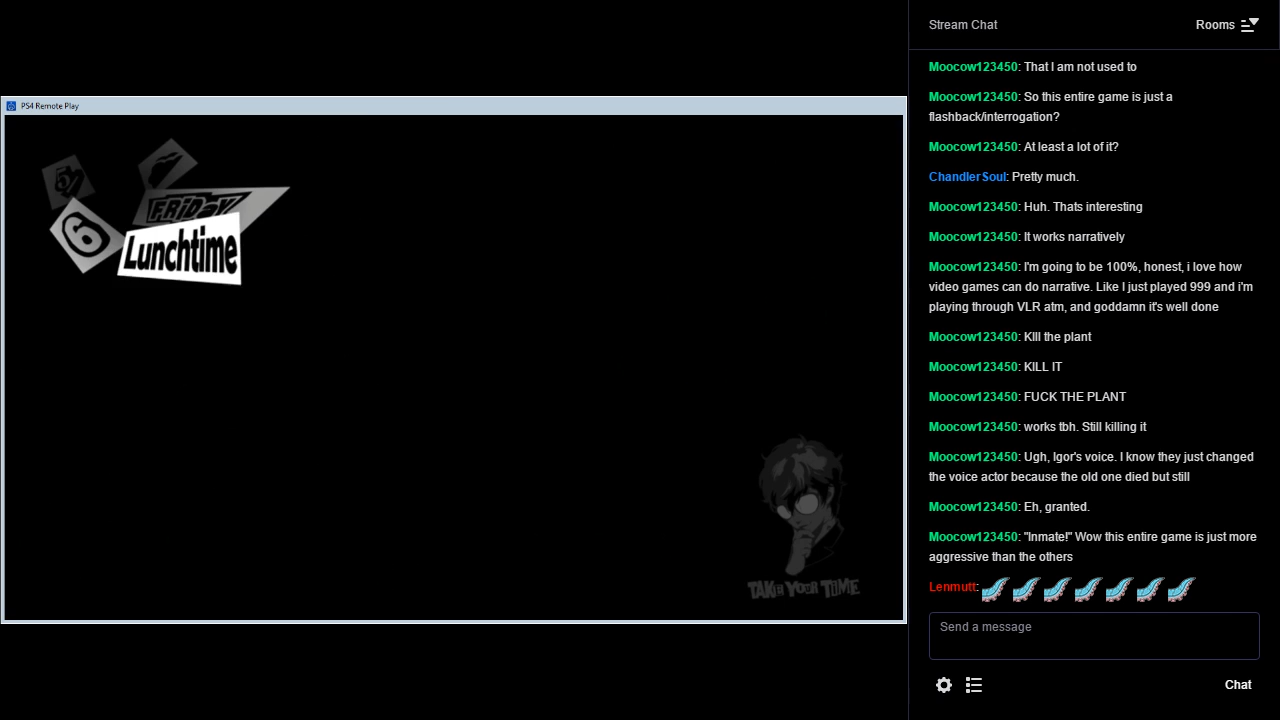 Stream Chat
Rooms
PS4 Remote Play
5/
6
FRIDAY
Lunchtime
TAKE YOUR TIME
Moocow123450: That I am not used to
Moocow123450: So this entire game is just a
flashback/interrogation?
Moocow123450: At least a lot of it?
ChandlerSoul: Pretty much.
Moocow123450: Huh. Thats interesting
Moocow123450: It works narratively
Moocow123450: I'm going to be 100%, honest, i love how
video games can do narrative. Like I just played 999 and i'm
playing through VLR atm, and goddamn it's well done
Moocow123450: KIll the plant
Moocow123450: KILL IT
Moocow123450: FUCK THE PLANT
Moocow123450: works tbh. Still killing it
Moocow123450: Ugh, Igor's voice. I know they just changed
the voice actor because the old one died but still
Moocow123450: Eh, granted.
Moocow123450: "Inmate!" Wow this entire game is just more
aggressive than the others
Lenmutt:
Send a message
Chat